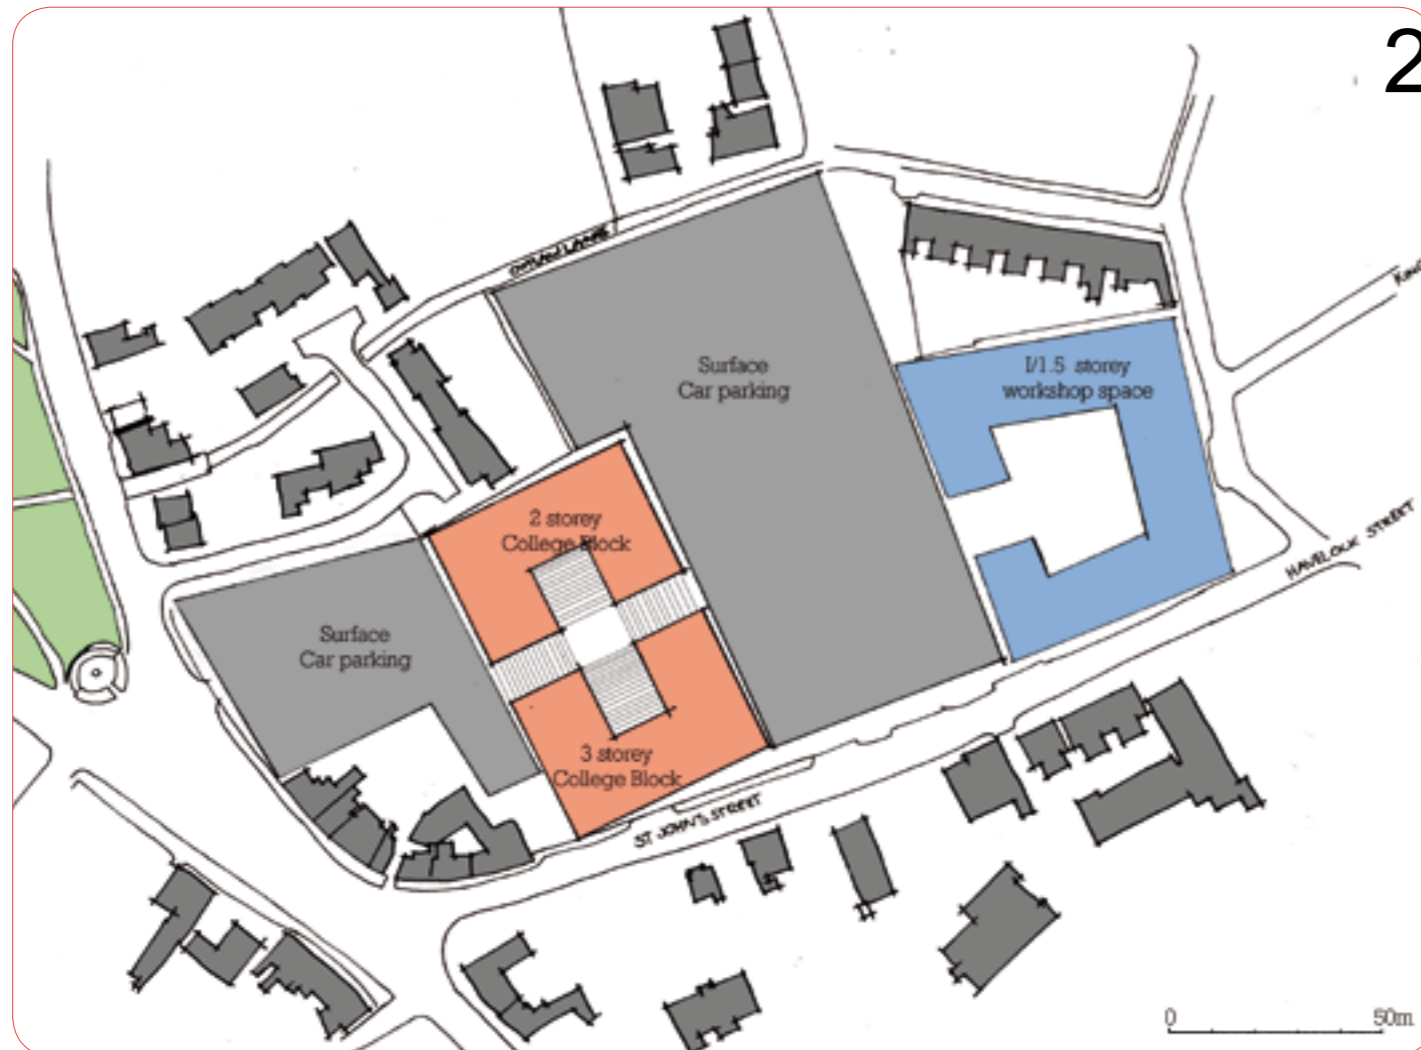 2
Surface
Car parking
I/1.5 storey
workshop space
2 storey
College Block
HAVELOCK STREET
Surface
Car parking
3 storey
College Block
ST JOHN'S STREET
0
50m